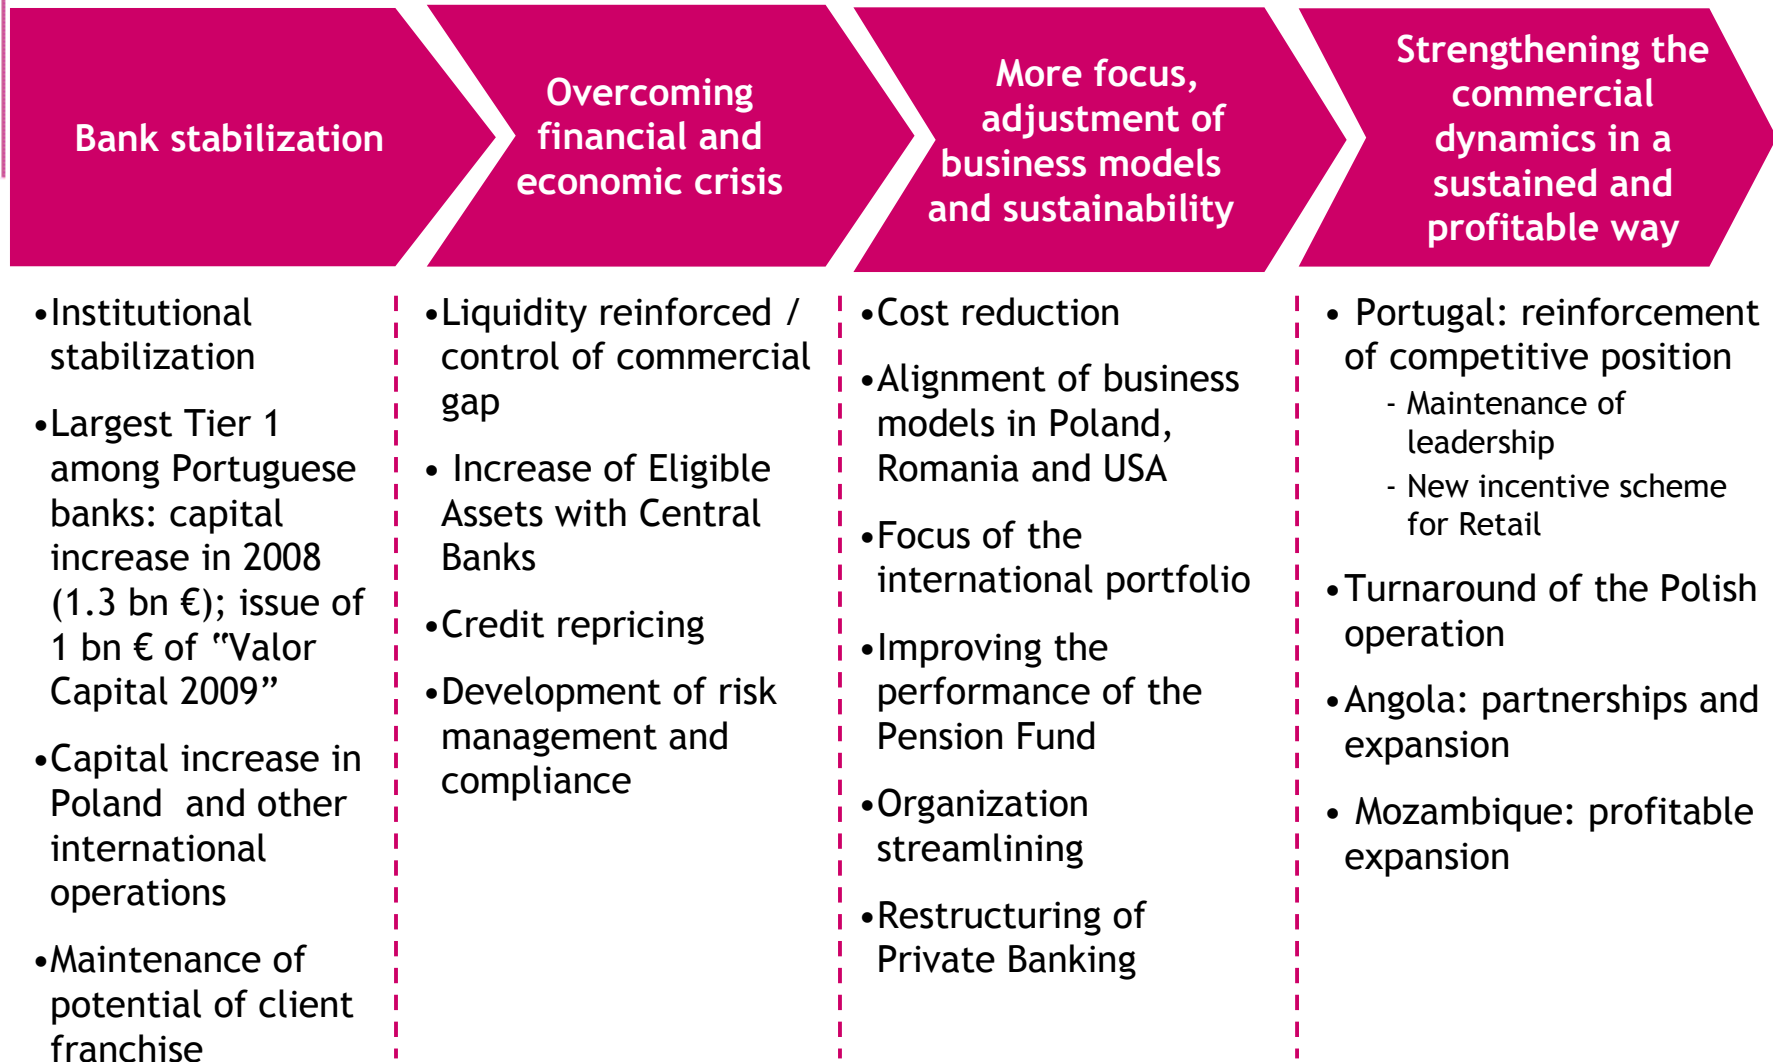 Bank stabilization
Overcoming
financial and
economic crisis
More focus,
adjustment of
business models
and sustainability
Strengthening the
commercial
dynamics in a
sustained and
profitable way
•Institutional
stabilization
•Largest Tier 1
among Portuguese
banks: capital
increase in 2008
(1.3 bn €); issue of
1 bn € of “Valor
Capital 2009”
•Capital increase in
Poland  and other
international
operations
•Maintenance of
potential of client
franchise
•Liquidity reinforced /
control of commercial
gap
• Increase of Eligible
Assets with Central
Banks
•Credit repricing
•Development of risk
management and
compliance
•Cost reduction
•Alignment of business
models in Poland,
Romania and USA
•Focus of the
international portfolio
•Improving the
performance of the
Pension Fund
•Organization
streamlining
•Restructuring of
Private Banking
• Portugal: reinforcement
of competitive position
- Maintenance of
leadership
- New incentive scheme
for Retail
•Turnaround of the Polish
operation
•Angola: partnerships and
expansion
• Mozambique: profitable
expansion